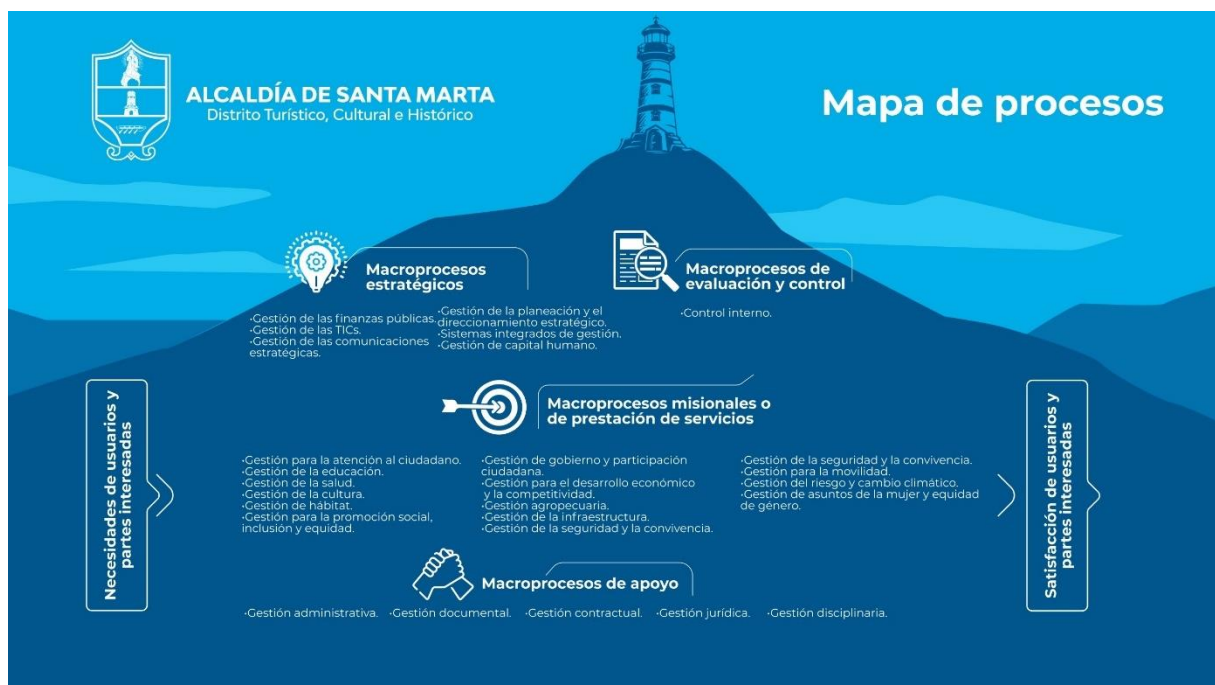 ALCALDÍA DE SANTA MARTA
Distrito Turístico, Cultural e Histórico
Mapa de procesos
Macroprocesos
estratégicos
•Gestión de las finanzas públicas.
•Gestión de las TICs.
•Gestión de las comunicaciones
estratégicas.
•Gestión de la planeación y el
direccionamiento estratégico.
•Sistemas integrados de gestión.
•Gestión de capital humano.
Macroprocesos de
evaluación y control
•Control interno.
Necesidades de usuarios y
partes interesadas
Macroprocesos misionales o
de prestación de servicios
•Gestión para la atención al ciudadano.
•Gestión de la educación.
•Gestión de la salud.
•Gestión de la cultura.
•Gestión de hábitat.
•Gestión para la promoción social,
inclusión y equidad.
•Gestión de gobierno y participación
ciudadana.
•Gestión para el desarrollo económico
y la competitividad.
•Gestión agropecuaria.
•Gestión de la infraestructura.
•Gestión de la seguridad y la convivencia.
•Gestión de la seguridad y la convivencia.
•Gestión para la movilidad.
•Gestión del riesgo y cambio climático.
•Gestión de asuntos de la mujer y equidad
de género.
Satisfacción de usuarios y
partes interesadas
Macroprocesos de apoyo
•Gestión administrativa. •Gestión documental. •Gestión contractual. •Gestión jurídica. •Gestión disciplinaria.